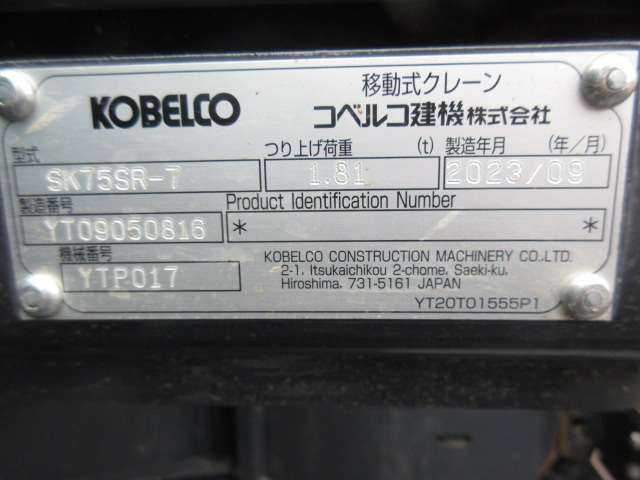 KOBELCO
移動式クレーン
コベルコ建機株式会社
型式 つり上げ荷重 (t) 製造年月 (年/月)
SK75SR-7 1.81 2023/09
製造番号 Product Identification Number
YT09050816 * *
機械番号
YTP017
KOBELCO CONSTRUCTION MACHINERY CO.,LTD.
2-1, Itsukaichikou 2-chome, Saeki-ku,
Hiroshima, 731-5161 JAPAN
YT20T01555P1